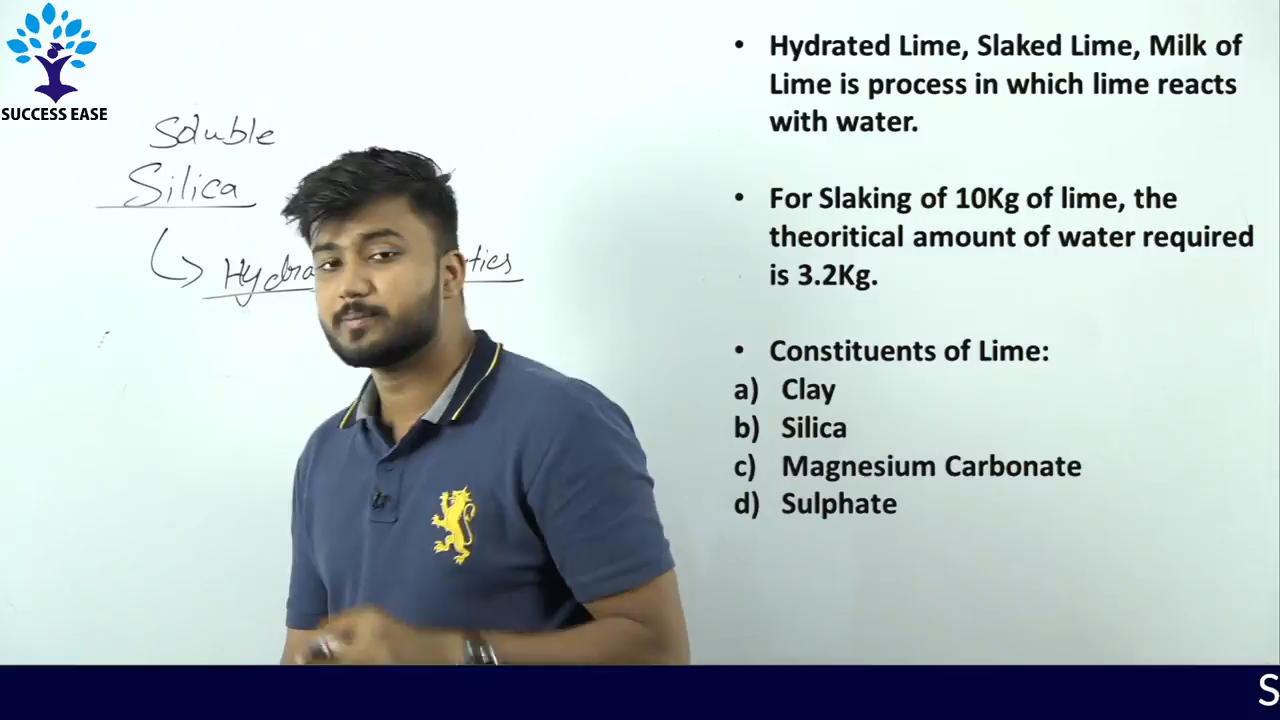 SUCCESS EASE
Soluble
Silica
• Hydrated Lime, Slaked Lime, Milk of
Lime is process in which lime reacts
with water.
• For Slaking of 10Kg of lime, the
theoritical amount of water required
is 3.2Kg.
• Constituents of Lime:
a) Clay
b) Silica
c) Magnesium Carbonate
d) Sulphate
S